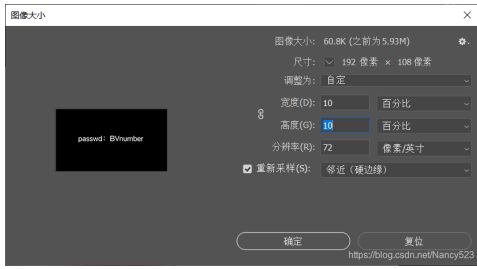 图像大小
图像大小: 60.8K (之前为5.93M)
尺寸: 192 像素 × 108 像素
调整为: 自定
宽度(D): 10 百分比
高度(G): 10 百分比
分辨率(R): 72 像素/英寸
重新采样(S): 邻近（硬边缘）
passwd：BVnumber
确定 复位
https://blog.csdn.net/Nancy523